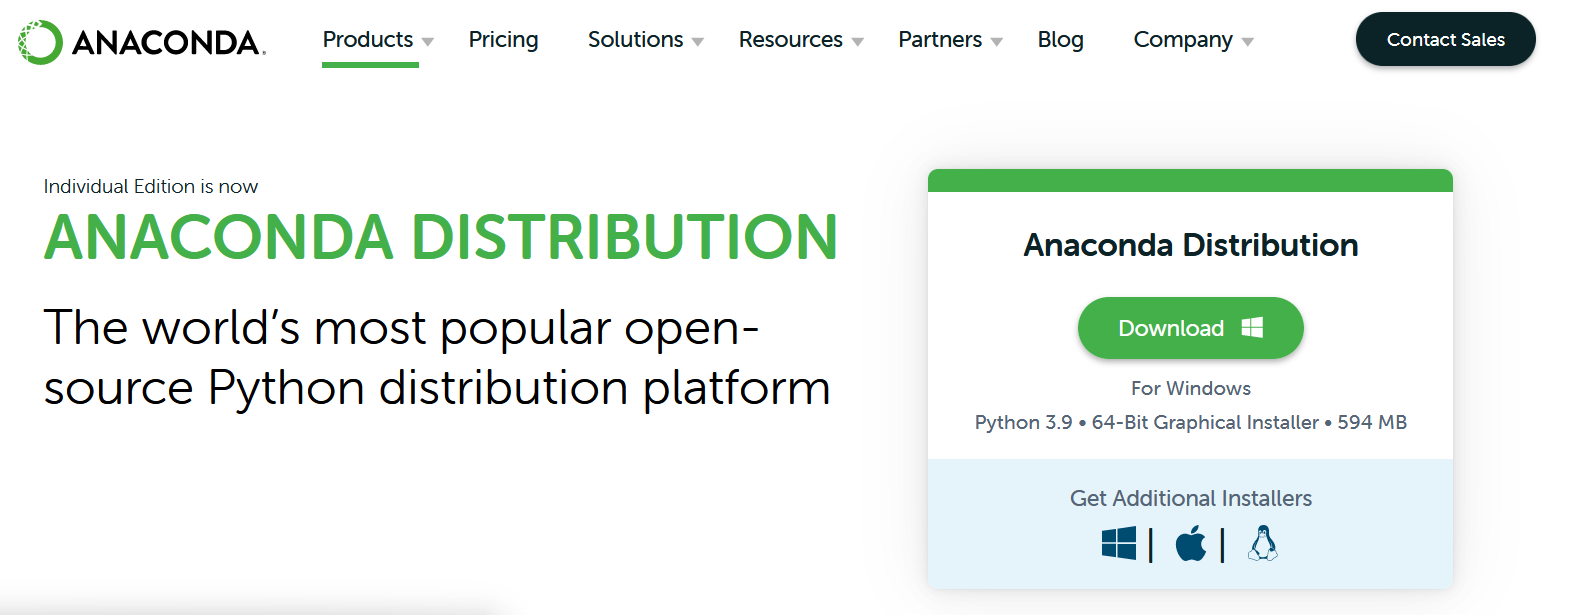 ANACONDA.
Products
Pricing
Solutions
Resources
Partners
Blog
Company
Contact Sales
Individual Edition is now
ANACONDA DISTRIBUTION
The world’s most popular open-
source Python distribution platform
Anaconda Distribution
Download
For Windows
Python 3.9 • 64-Bit Graphical Installer • 594 MB
Get Additional Installers
| |